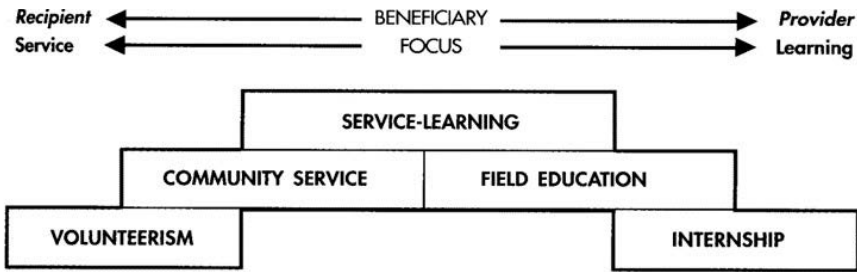 Recipient BENEFICIARY Provider
Service FOCUS Learning
SERVICE-LEARNING
COMMUNITY SERVICE FIELD EDUCATION
VOLUNTEERISM INTERNSHIP